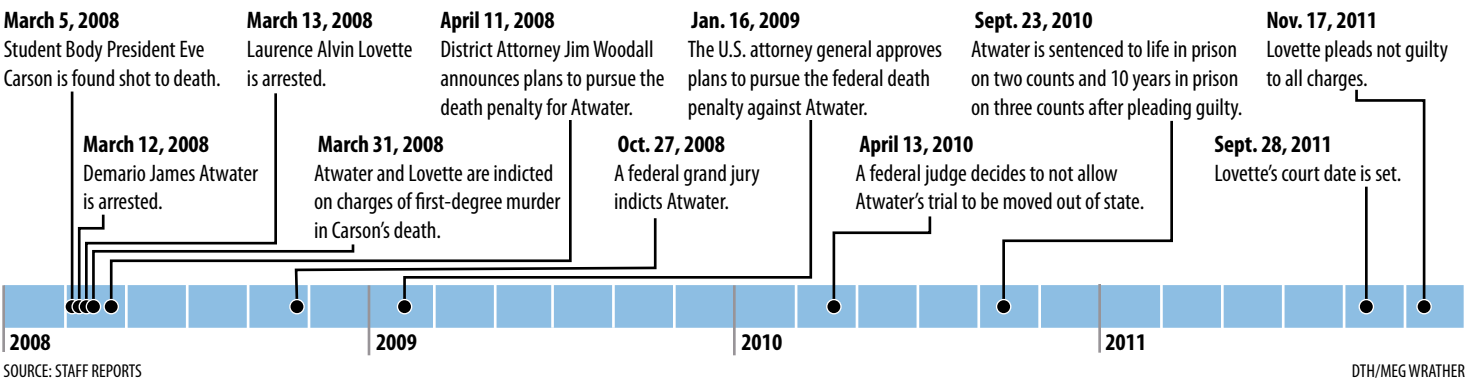 March 5, 2008
Student Body President Eve
Carson is found shot to death.
March 12, 2008
Demario James Atwater
is arrested.
March 13, 2008
Laurence Alvin Lovette
is arrested.
March 31, 2008
Atwater and Lovette are indicted
on charges of first-degree murder
in Carson’s death.
April 11, 2008
District Attorney Jim Woodall
announces plans to pursue the
death penalty for Atwater.
Oct. 27, 2008
A federal grand jury
indicts Atwater.
Jan. 16, 2009
The U.S. attorney general approves
plans to pursue the federal death
penalty against Atwater.
April 13, 2010
A federal judge decides to not allow
Atwater’s trial to be moved out of state.
Sept. 23, 2010
Atwater is sentenced to life in prison
on two counts and 10 years in prison
on three counts after pleading guilty.
Sept. 28, 2011
Lovette’s court date is set.
Nov. 17, 2011
Lovette pleads not guilty
to all charges.
2008
2009
2010
2011
SOURCE: STAFF REPORTS
DTH/MEG WRATHER